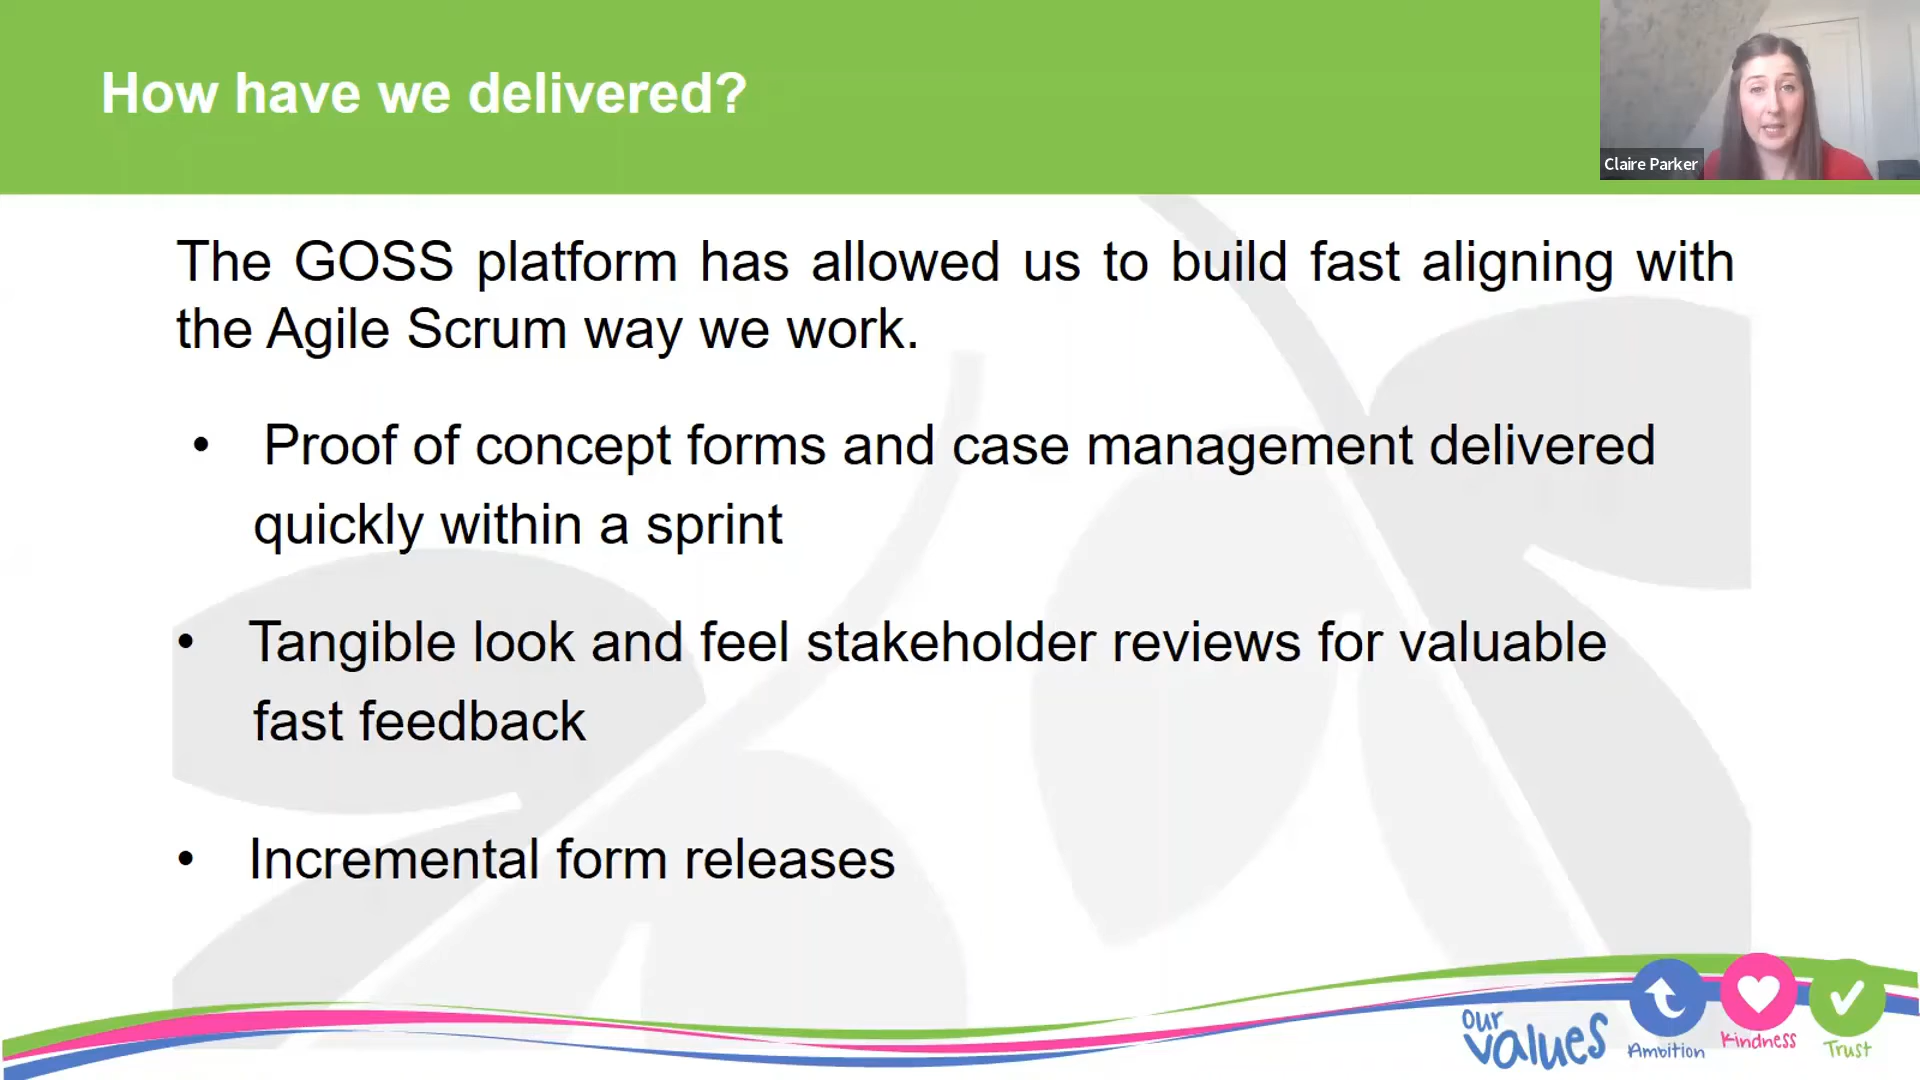 How have we delivered?
Claire Parker
The GOSS platform has allowed us to build fast aligning with
the Agile Scrum way we work.
• Proof of concept forms and case management delivered
quickly within a sprint
• Tangible look and feel stakeholder reviews for valuable
fast feedback
• Incremental form releases
our
values
Ambition
Kindness
Trust